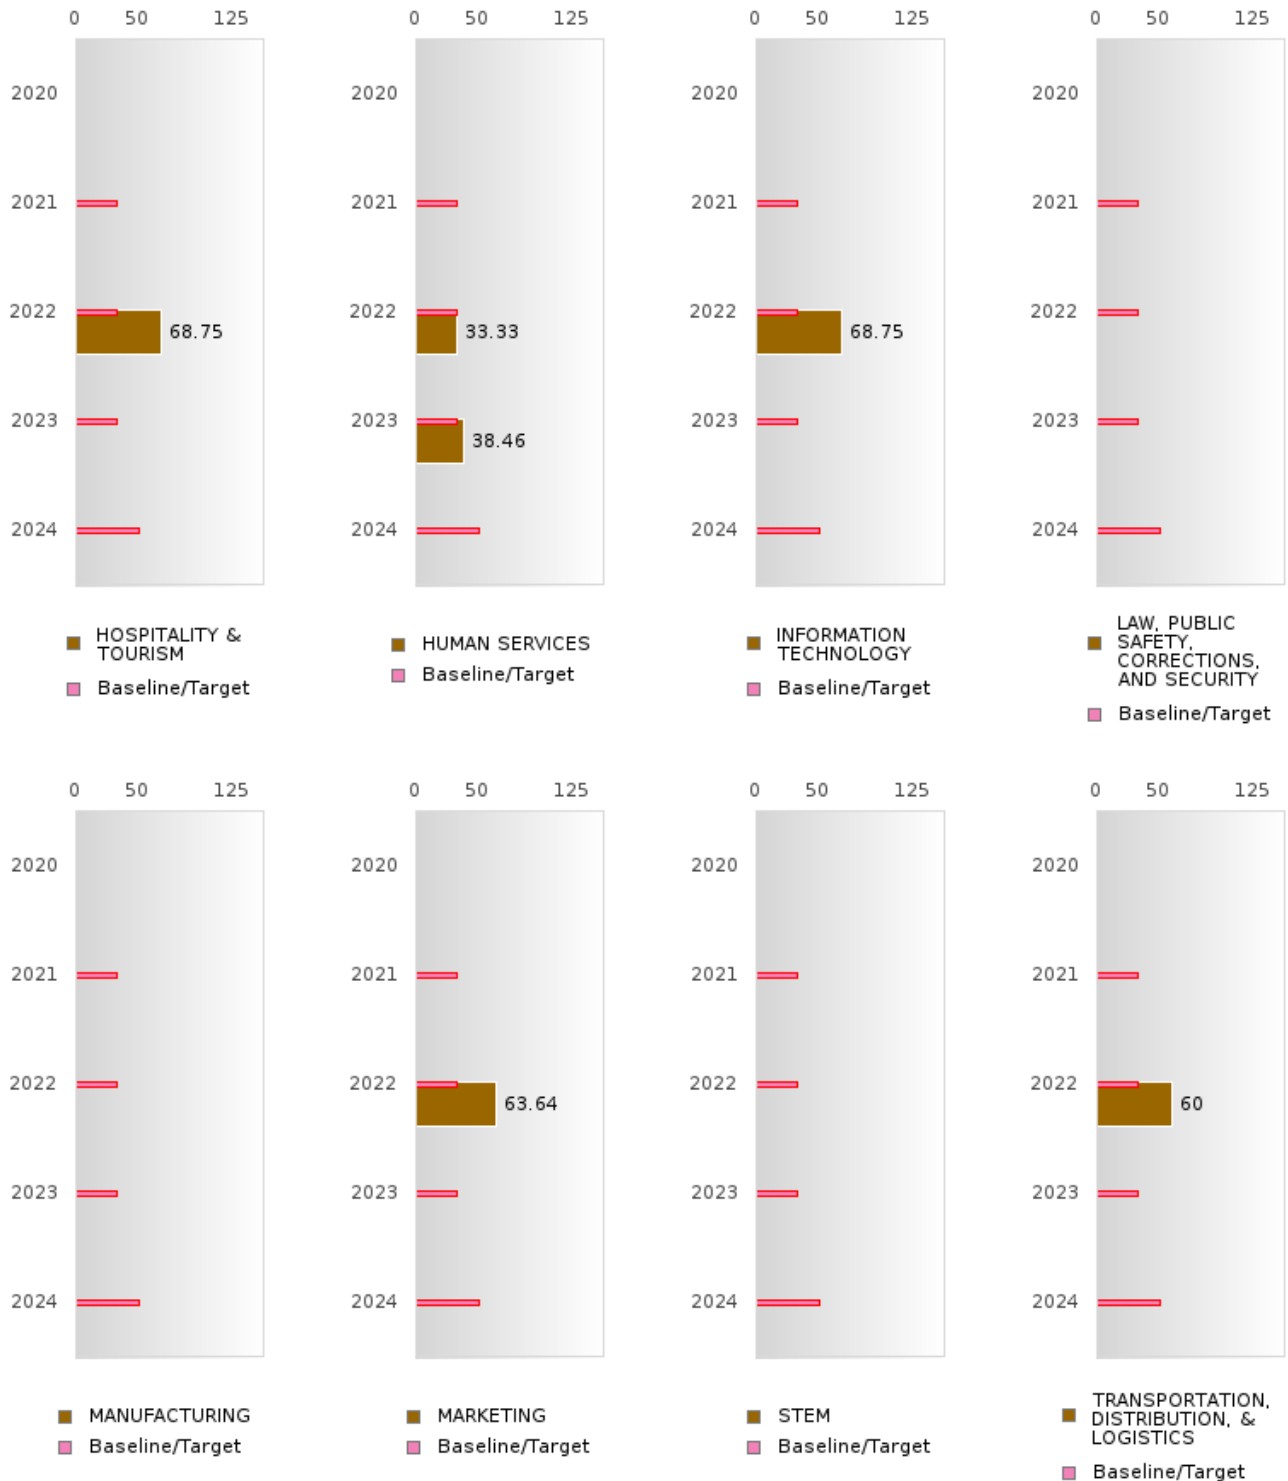 0 50 125 0 50 125 0 50 125 0 50 125
2020 2020 2020 2020
2021 2021 2021 2021
2022 68.75 2022 33.33 2022 68.75 2022
2023 2023 38.46 2023 2023
2024 2024 2024 2024
HOSPITALITY &
TOURISM
Baseline/Target
HUMAN SERVICES
Baseline/Target
INFORMATION
TECHNOLOGY
Baseline/Target
LAW, PUBLIC
SAFETY,
CORRECTIONS,
AND SECURITY
Baseline/Target
0 50 125 0 50 125 0 50 125 0 50 125
2020 2020 2020 2020
2021 2021 2021 2021
2022 2022 63.64 2022 2022 60
2023 2023 2023 2023
2024 2024 2024 2024
MANUFACTURING
Baseline/Target
MARKETING
Baseline/Target
STEM
Baseline/Target
TRANSPORTATION,
DISTRIBUTION, &
LOGISTICS
Baseline/Target